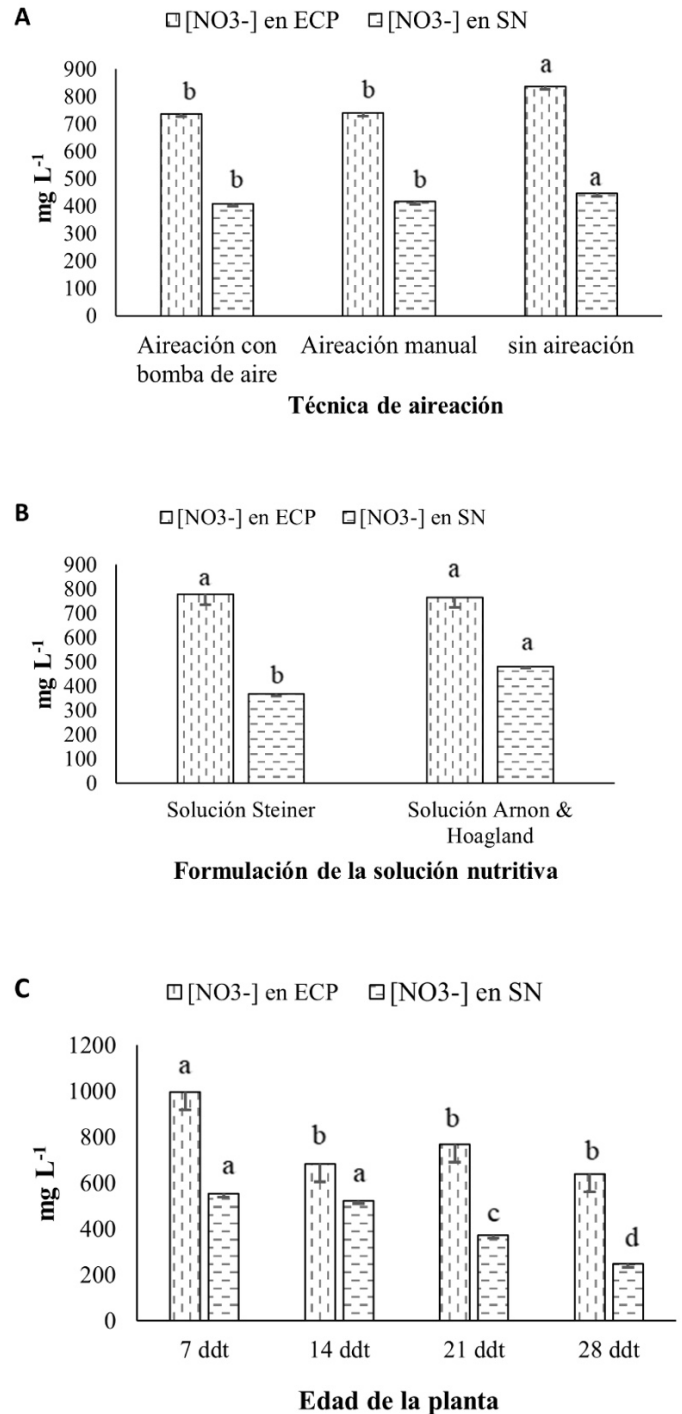 A
[NO3-] en ECP [NO3-] en SN
900
800
700
600
500
400
300
200
100
0
mg L-1
b
b
b
b
a
a
Aireación con bomba de aire
Aireación manual
sin aireación
Técnica de aireación
B
[NO3-] en ECP [NO3-] en SN
900
800
700
600
500
400
300
200
100
0
mg L-1
a
b
a
a
Solución Steiner
Solución Arnon &
Hoagland
Formulación de la solución nutritiva
C
[NO3-] en ECP [NO3-] en SN
1200
1000
800
600
400
200
0
mg L-1
a
a
b
a
b
c
b
d
7 ddt 14 ddt 21 ddt 28 ddt
Edad de la planta